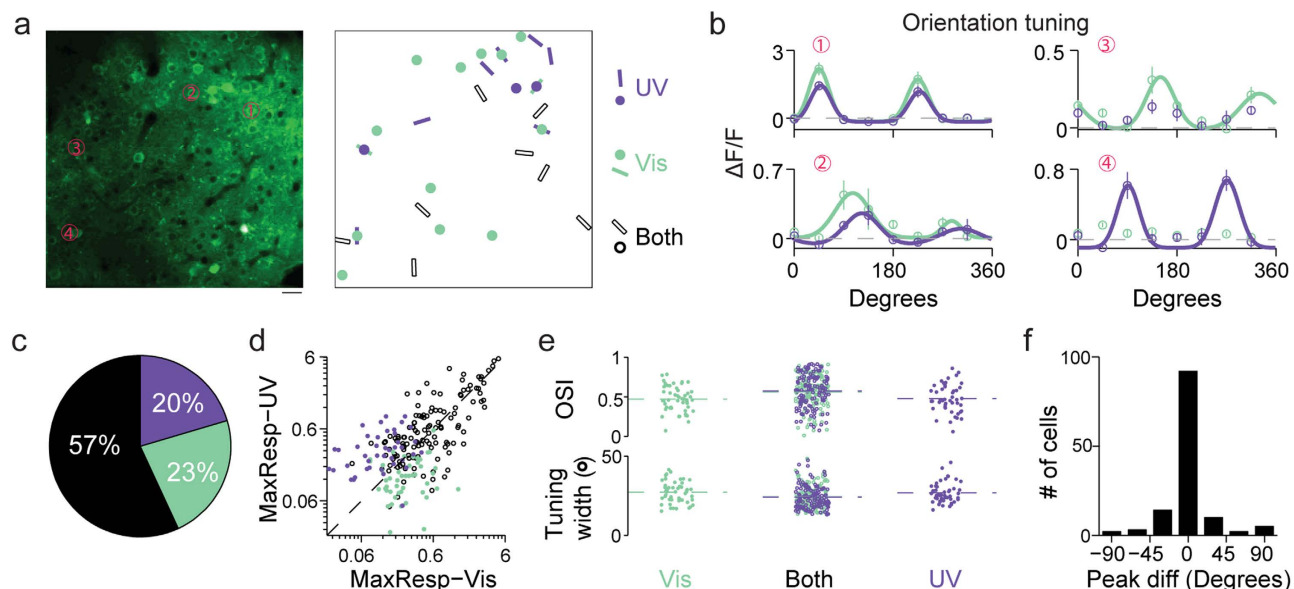 a
①
②
③
④
UV
Vis
Both
b
Orientation tuning
ΔF/F
3
0
①
0.5
0
③
0.7
0
②
0.8
0
④
0 180 360
0 180 360
Degrees
Degrees
c
57%
20%
23%
d
MaxResp-UV
6
0.6
0.06
0.06 0.6 6
MaxResp-Vis
e
OSI
1
0.5
0
Tuning
width (o)
50
0
Vis Both UV
f
# of cells
100
50
0
-90 -45 0 45 90
Peak diff (Degrees)